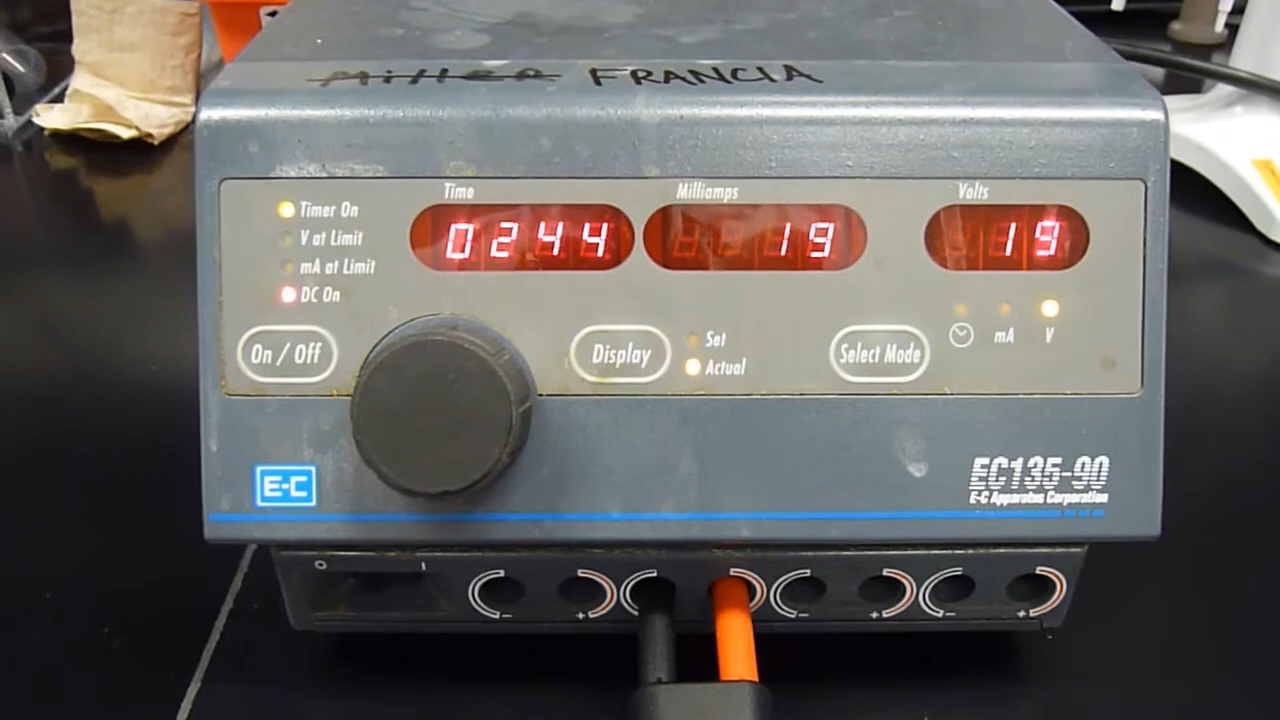 Miller FRANCIA
Time Milliamps Volts
Timer On
V at Limit
mA at Limit
DC On
0244 19 19
On / Off
Display
Set
Actual
Select Mode
mA V
E-C
EC135-90
E-C Apparatus Corporation
O I
- + - + - +